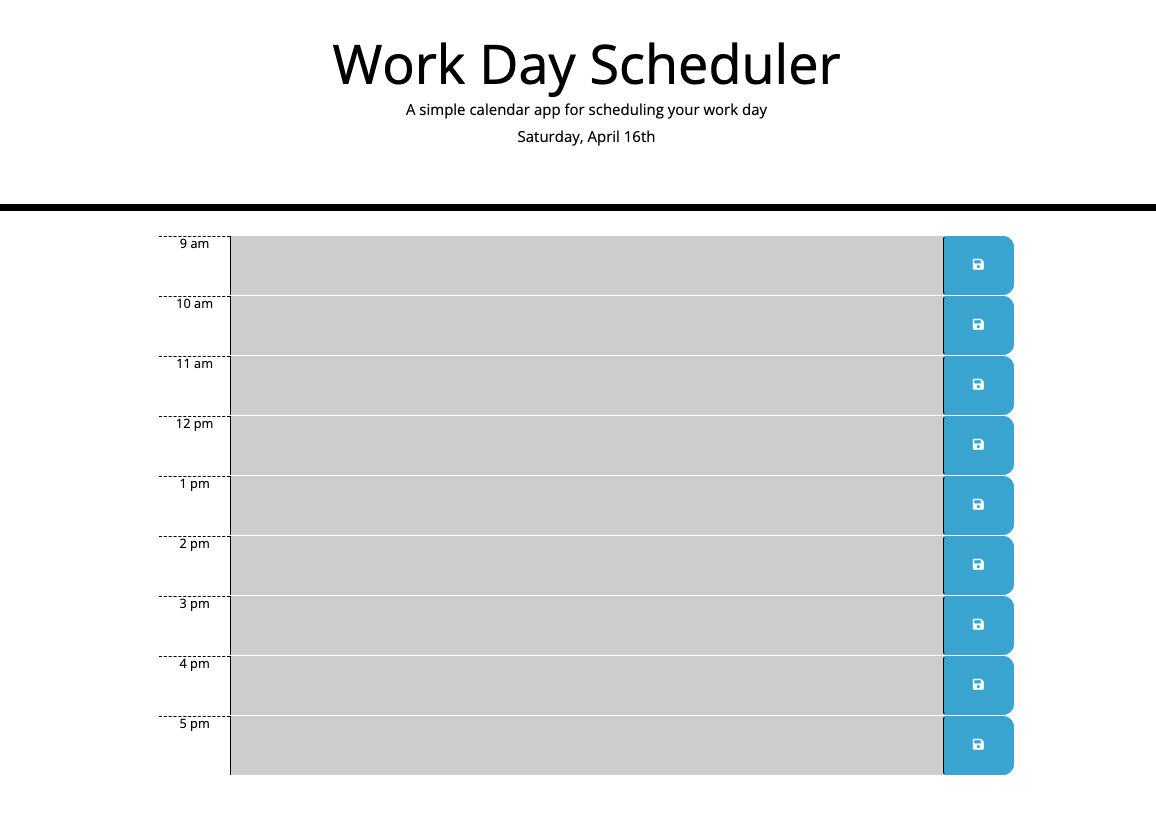 Work Day Scheduler
A simple calendar app for scheduling your work day
Saturday, April 16th
9 am
10 am
11 am
12 pm
1 pm
2 pm
3 pm
4 pm
5 pm